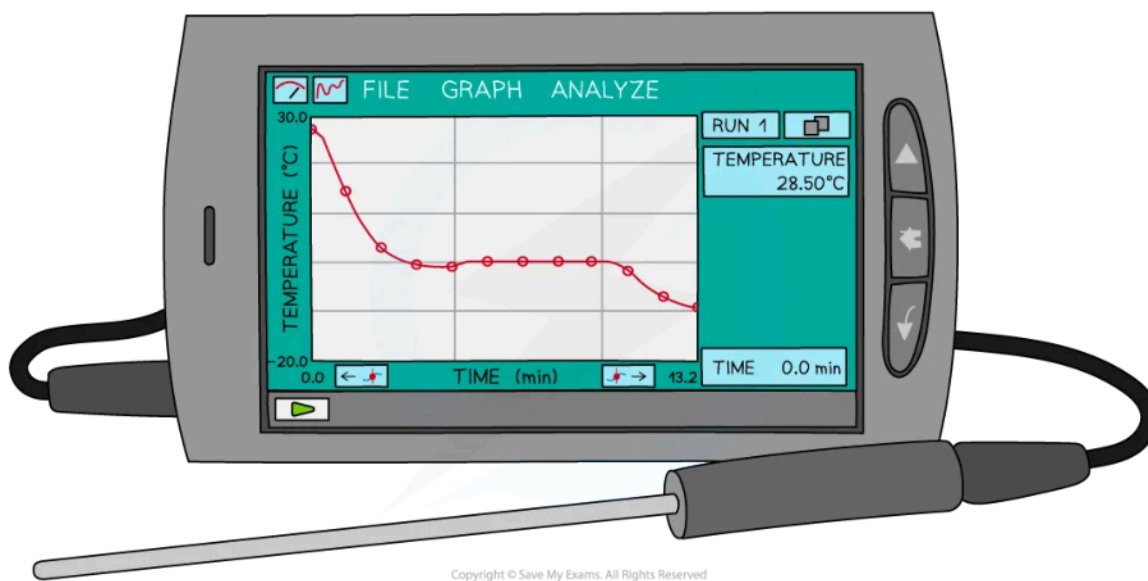 FILE GRAPH ANALYZE
30.0
TEMPERATURE (°C)
-20.0
0.0
TIME (min)
13.2
RUN 1
TEMPERATURE
28.50°C
TIME 0.0 min
Copyright © Save My Exams. All Rights Reserved